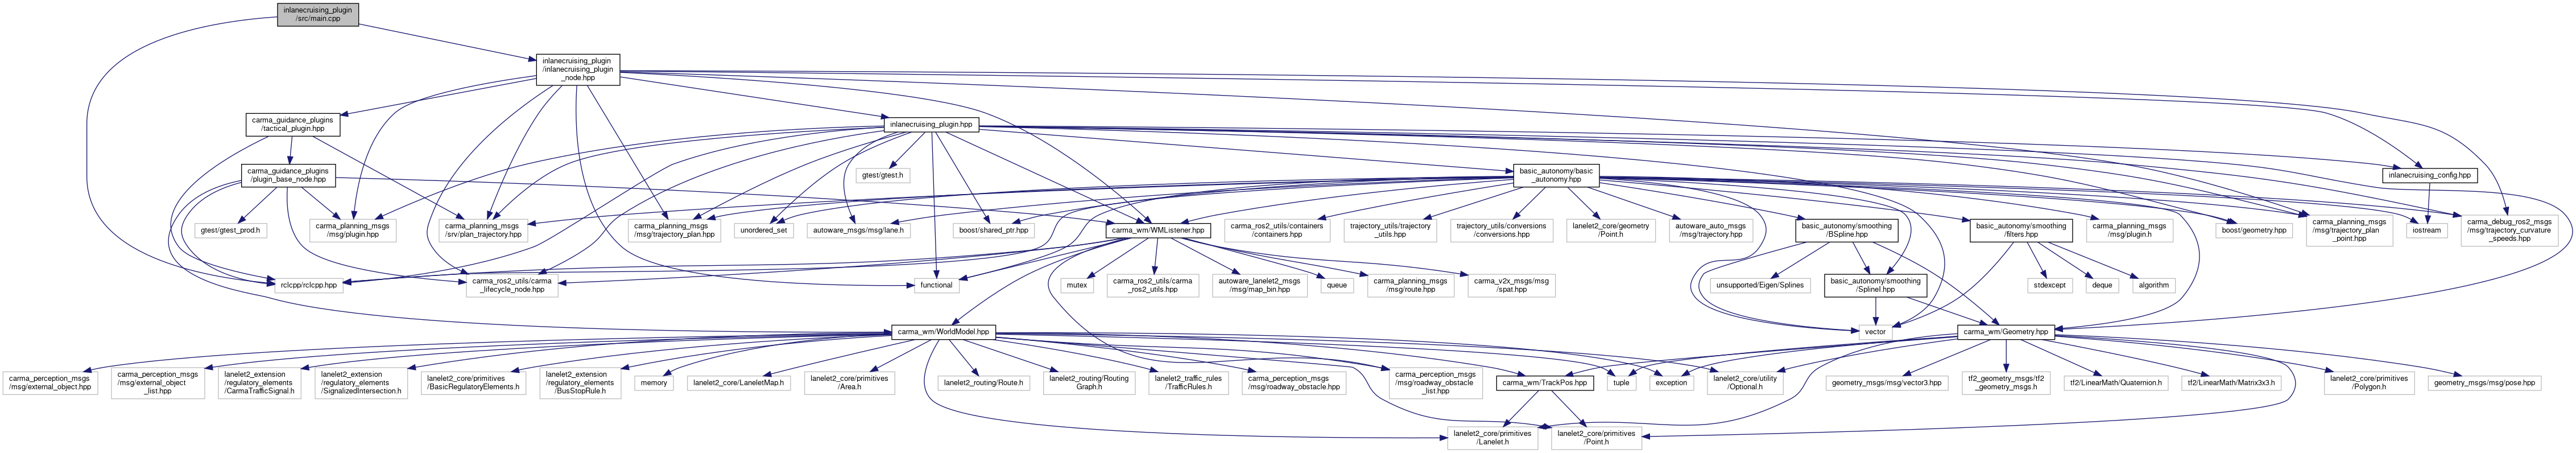 inlanecruising_plugin
/src/main.cpp
inlanecruising_plugin
/inlanecruising_plugin
_node.hpp
carma_guidance_plugins
/tactical_plugin.hpp
inlanecruising_plugin.hpp
carma_guidance_plugins
/plugin_base_node.hpp
gtest/gtest.h
basic_autonomy/basic
_autonomy.hpp
inlanecruising_config.hpp
gtest/gtest_prod.h
carma_planning_msgs
/msg/plugin.hpp
carma_planning_msgs
/srv/plan_trajectory.hpp
carma_planning_msgs
/msg/trajectory_plan.hpp
unordered_set
autoware_msgs/msg/lane.h
boost/shared_ptr.hpp
carma_wm/WMListener.hpp
carma_ros2_utils/containers
/containers.hpp
trajectory_utils/trajectory
_utils.hpp
trajectory_utils/conversions
/conversions.hpp
lanelet2_core/geometry
/Point.h
autoware_auto_msgs
/msg/trajectory.hpp
basic_autonomy/smoothing
/BSpline.hpp
basic_autonomy/smoothing
/filters.hpp
carma_planning_msgs
/msg/plugin.h
boost/geometry.hpp
carma_planning_msgs
/msg/trajectory_plan
_point.hpp
iostream
carma_debug_ros2_msgs
/msg/trajectory_curvature
_speeds.hpp
rclcpp/rclcpp.hpp
carma_ros2_utils/carma
_lifecycle_node.hpp
functional
mutex
carma_ros2_utils/carma
_ros2_utils.hpp
autoware_lanelet2_msgs
/msg/map_bin.hpp
queue
carma_planning_msgs
/msg/route.hpp
carma_v2x_msgs/msg
/spat.hpp
unsupported/Eigen/Splines
basic_autonomy/smoothing
/SplineI.hpp
stdexcept
deque
algorithm
carma_wm/WorldModel.hpp
vector
carma_wm/Geometry.hpp
carma_perception_msgs
/msg/external_object.hpp
carma_perception_msgs
/msg/external_object
_list.hpp
lanelet2_extension
/regulatory_elements
/CarmaTrafficSignal.h
lanelet2_extension
/regulatory_elements
/SignalizedIntersection.h
lanelet2_core/primitives
/BasicRegulatoryElements.h
lanelet2_extension
/regulatory_elements
/BusStopRule.h
memory
lanelet2_core/LaneletMap.h
lanelet2_core/primitives
/Area.h
lanelet2_routing/Route.h
lanelet2_routing/Routing
Graph.h
lanelet2_traffic_rules
/TrafficRules.h
carma_perception_msgs
/msg/roadway_obstacle.hpp
carma_perception_msgs
/msg/roadway_obstacle
_list.hpp
carma_wm/TrackPos.hpp
tuple
exception
lanelet2_core/utility
/Optional.h
geometry_msgs/msg/vector3.hpp
tf2_geometry_msgs/tf2
_geometry_msgs.h
tf2/LinearMath/Quaternion.h
tf2/LinearMath/Matrix3x3.h
lanelet2_core/primitives
/Polygon.h
geometry_msgs/msg/pose.hpp
lanelet2_core/primitives
/Lanelet.h
lanelet2_core/primitives
/Point.h